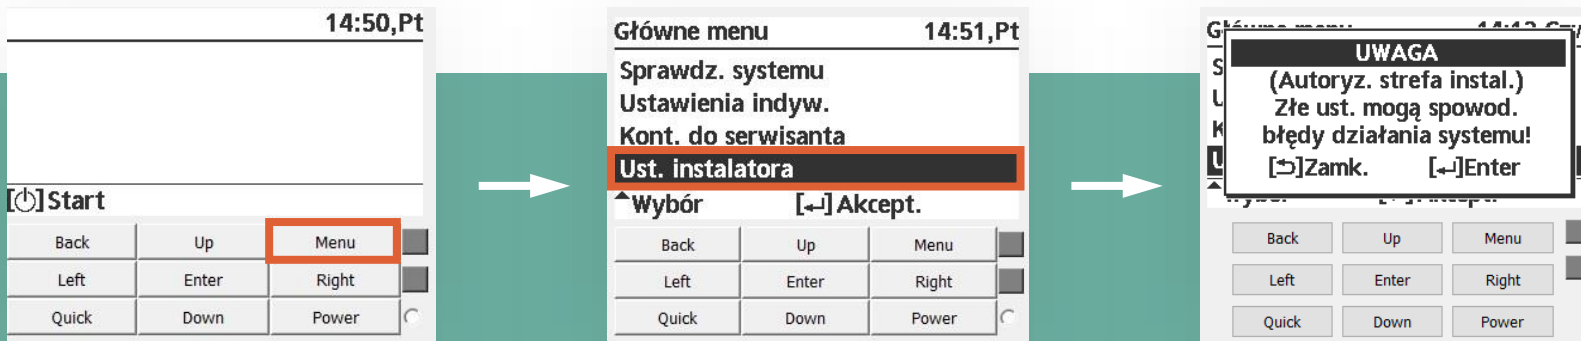 14:50,Pt
[⏻]Start
Back Up Menu
Left Enter Right
Quick Down Power
Główne menu 14:51,Pt
Sprawdz. systemu
Ustawienia indyw.
Kont. do serwisanta
Ust. instalatora
Wybór [↵] Akcept.
Back Up Menu
Left Enter Right
Quick Down Power
UWAGA
(Autoryz. strefa instal.)
Złe ust. mogą spowod.
błędy działania systemu!
[⮌]Zamk. [↵]Enter
Back Up Menu
Left Enter Right
Quick Down Power